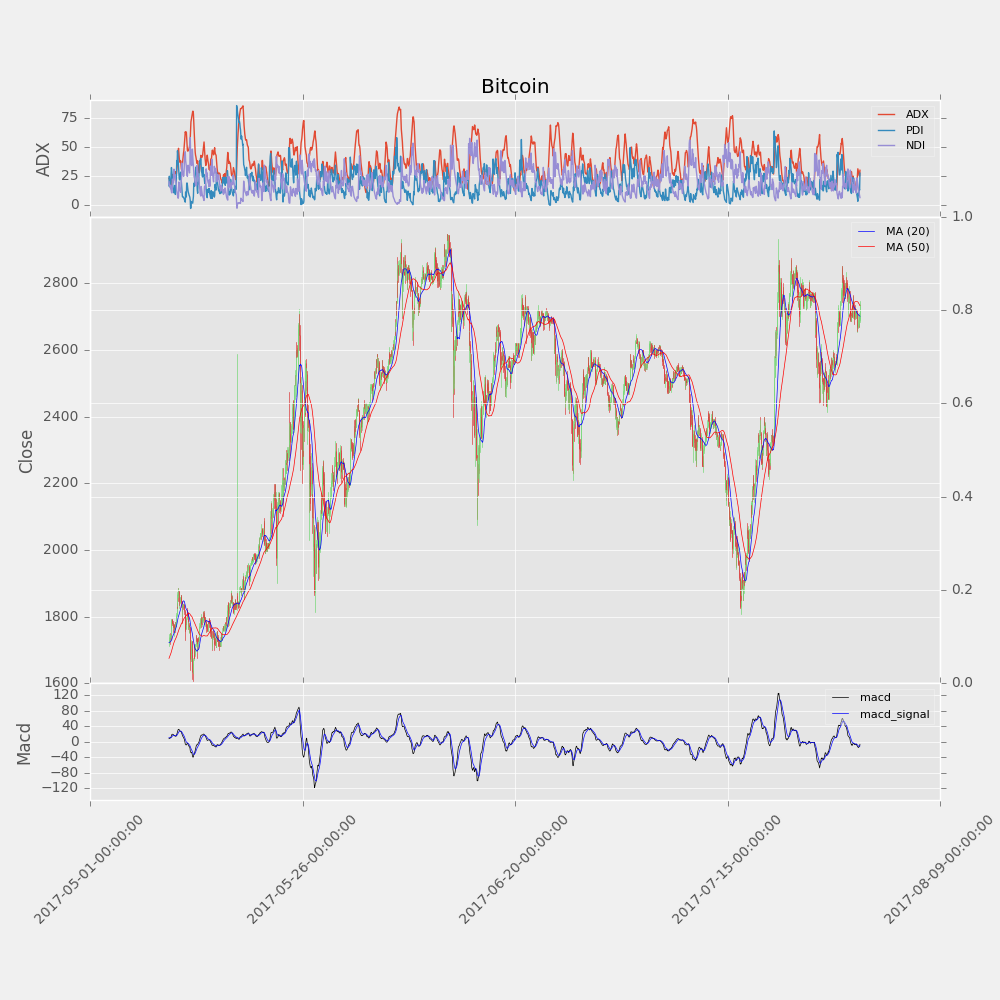 Bitcoin
ADX
75
50
25
0
ADX
PDI
NDI
Close
2800
2600
2400
2200
2000
1800
1600
MA (20)
MA (50)
1.0
0.8
0.6
0.4
0.2
0.0
Macd
120
80
40
0
−40
−80
−120
macd
macd_signal
2017-05-01-00:00:00
2017-05-26-00:00:00
2017-06-20-00:00:00
2017-07-15-00:00:00
2017-08-09-00:00:00